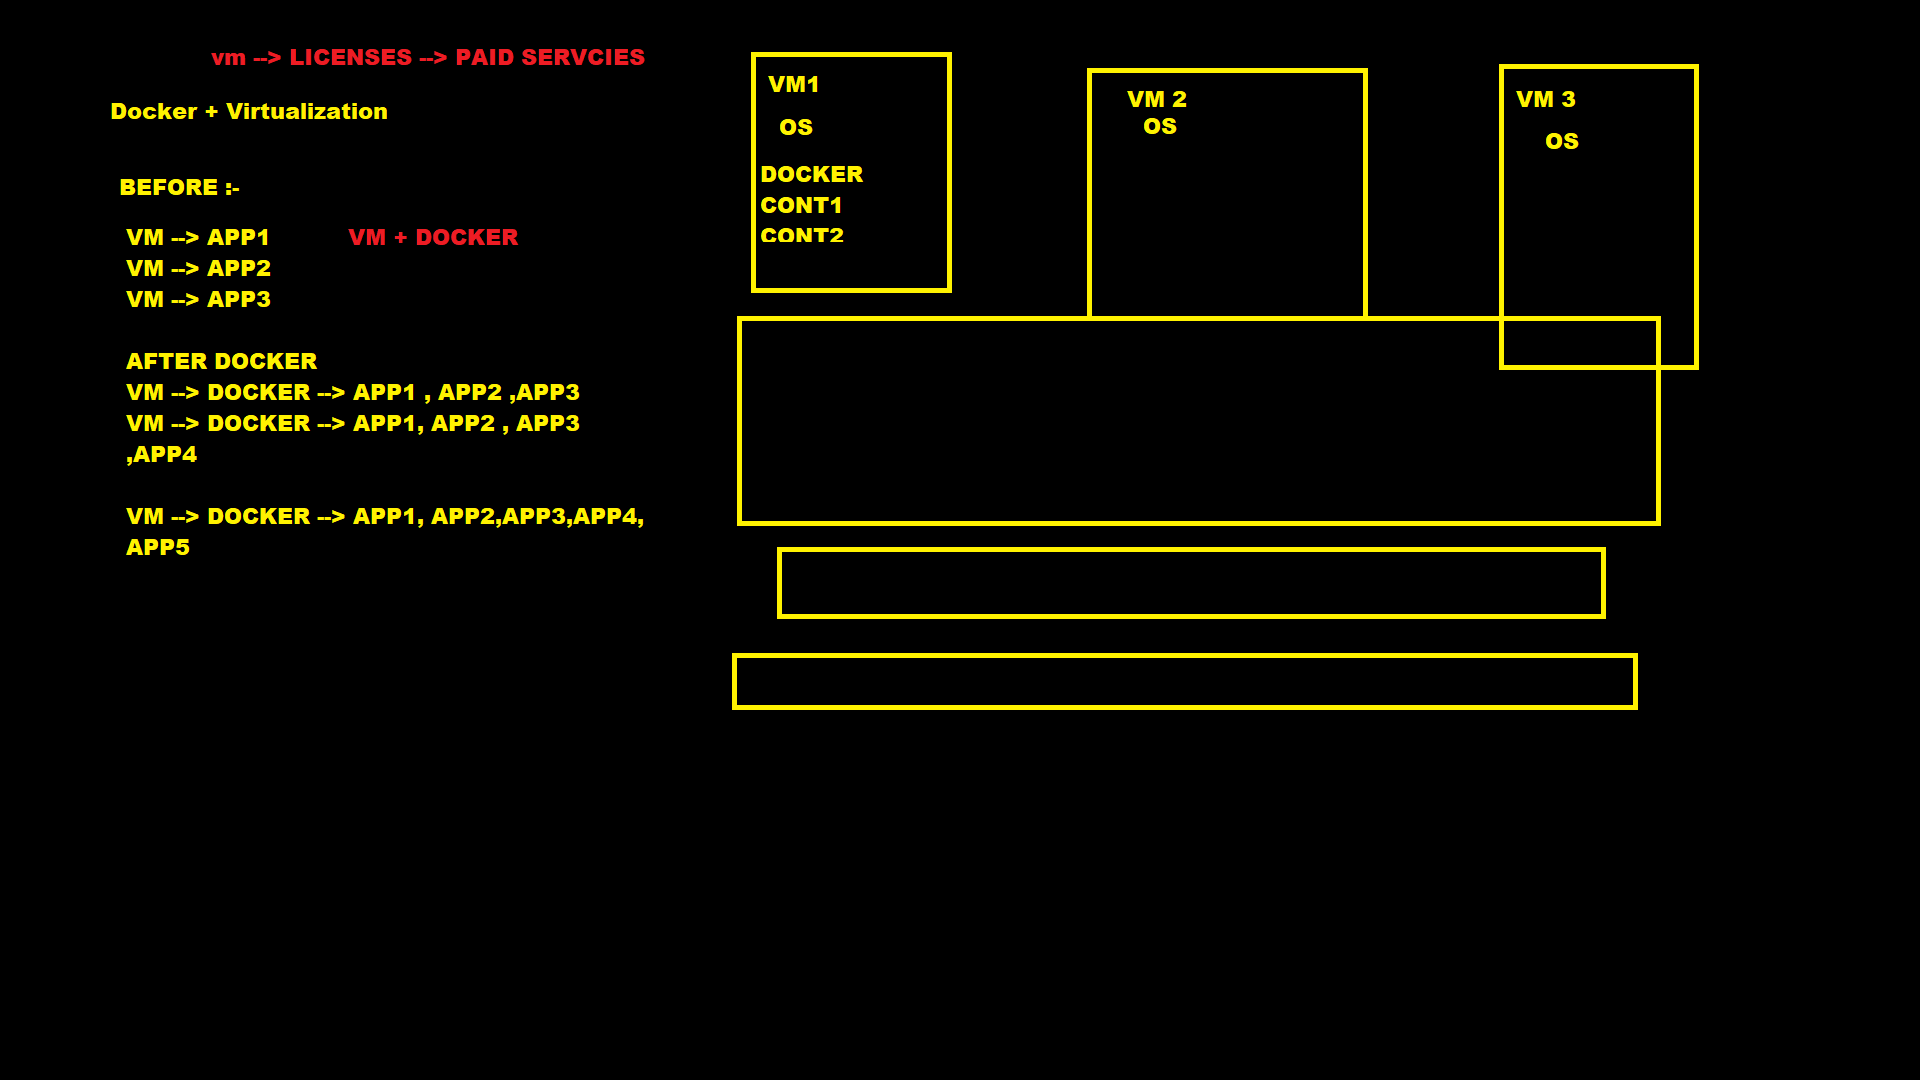 vm --> LICENSES --> PAID SERVCIES
Docker + Virtualization
BEFORE :-
VM --> APP1
VM + DOCKER
VM --> APP2
VM --> APP3
AFTER DOCKER
VM --> DOCKER --> APP1 , APP2 ,APP3
VM --> DOCKER --> APP1, APP2 , APP3
,APP4
VM --> DOCKER --> APP1, APP2,APP3,APP4,
APP5
VM1
OS
DOCKER
CONT1
CONT2
VM 2
OS
VM 3
OS